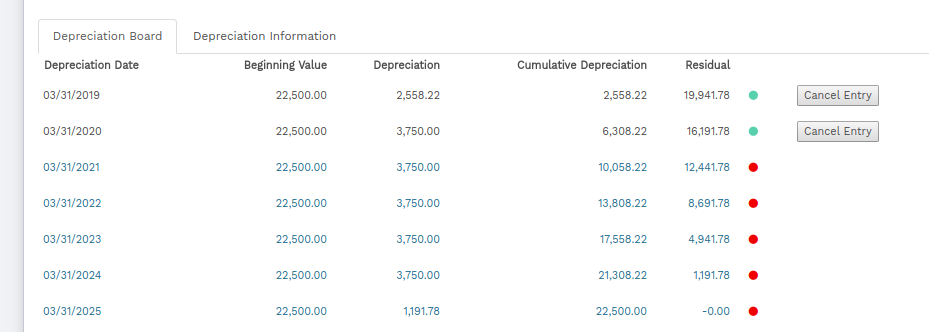 Depreciation Board Depreciation Information
Depreciation Date Beginning Value Depreciation Cumulative Depreciation Residual
03/31/2019 22,500.00 2,558.22 2,558.22 19,941.78 Cancel Entry
03/31/2020 22,500.00 3,750.00 6,308.22 16,191.78 Cancel Entry
03/31/2021 22,500.00 3,750.00 10,058.22 12,441.78
03/31/2022 22,500.00 3,750.00 13,808.22 8,691.78
03/31/2023 22,500.00 3,750.00 17,558.22 4,941.78
03/31/2024 22,500.00 3,750.00 21,308.22 1,191.78
03/31/2025 22,500.00 1,191.78 22,500.00 -0.00